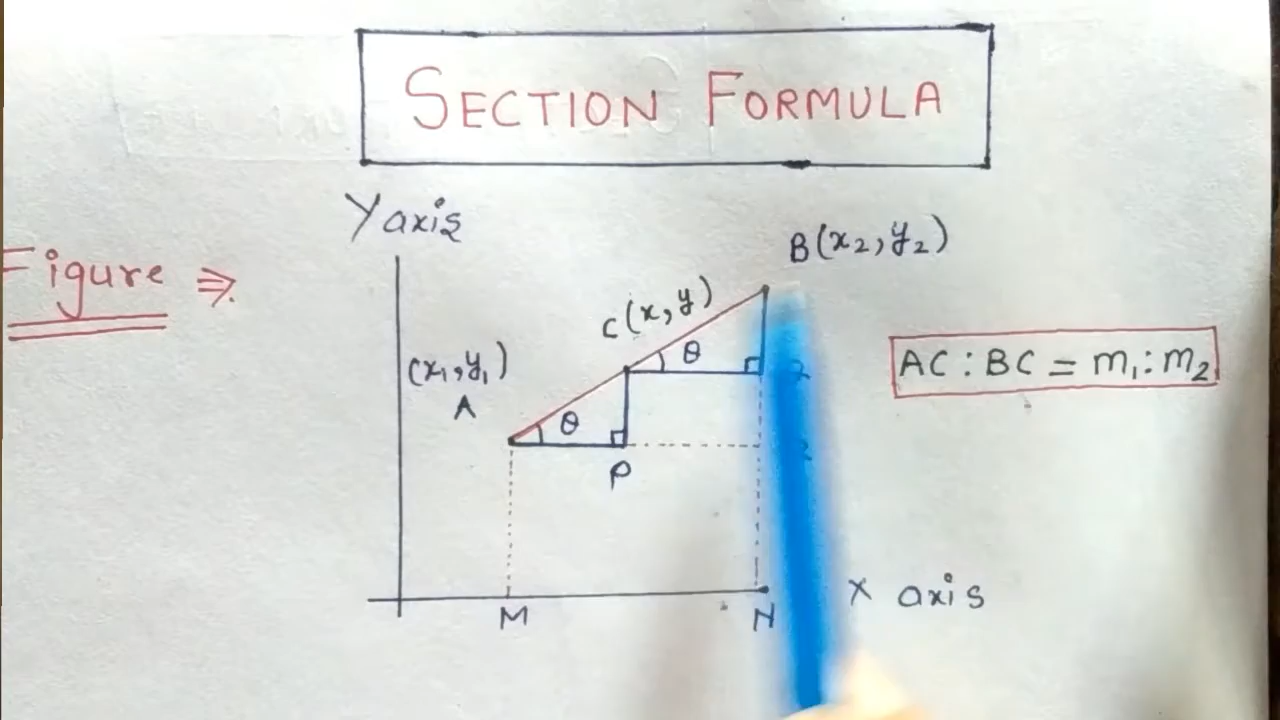 SECTION FORMULA
Y axis
B(x₂,y₂)
Figure ⇒
C(x,y)
(x₁,y₁)
θ
AC : BC = m₁:m₂
A
θ
P
X axis
M
N